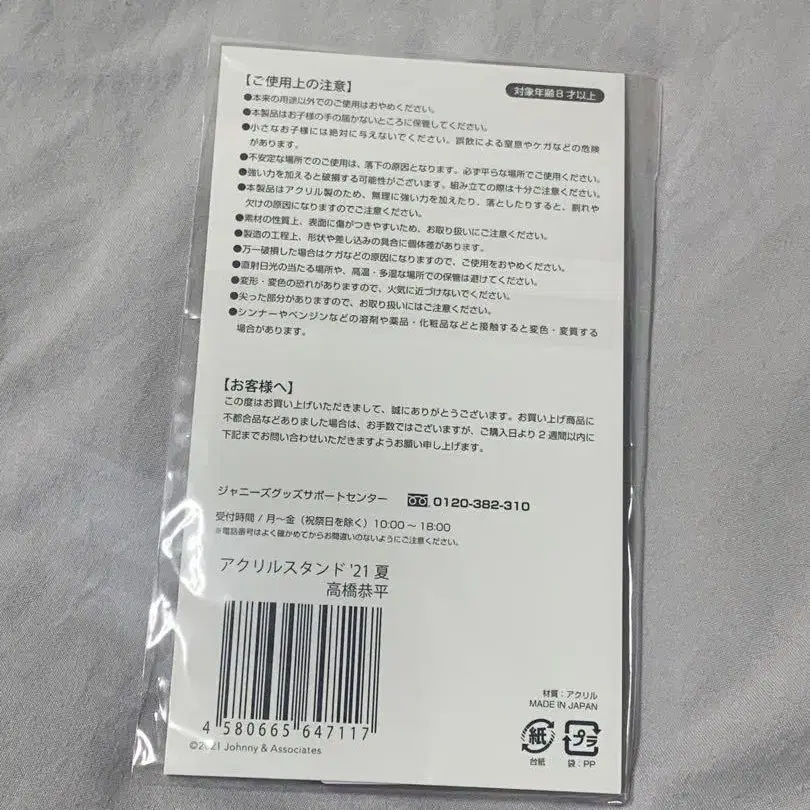 【ご使用上の注意】
対象年齢8才以上
●本来の用途以外でのご使用はおやめください。
●本製品はお子様の手の届かないところに保管してください。
●小さなお子様には絶対に与えないでください。誤飲による窒息やケガなどの危険
があります。
●不安定な場所でのご使用は、落下の原因となります。必ず平らな場所でご使用ください。
●強い力を加えると破損する可能性がございます。組み立ての際は十分ご注意ください。
●本製品はアクリル製のため、無理に強い力を加えたり、落としたりすると、割れや
欠けの原因になりますのでご注意ください。
●素材の性質上、表面に傷がつきやすいため、お取り扱いにご注意ください。
●製造の工程上、形状や差し込みの具合に個体差があります。
●万一破損した場合はケガなどの原因になりますので、ご使用をおやめください。
●直射日光の当たる場所や、高温・多湿な場所での保管は避けてください。
●変形・変色の恐れがありますので、火気に近づけないでください。
●尖った部分がありますので、お取り扱いにはご注意ください。
●シンナーやベンジンなどの溶剤や薬品・化粧品などと接触すると変色・変質する
場合があります。
【お客様へ】
この度はお買い上げいただきまして、誠にありがとうございます。お買い上げ商品に
不都合品などありました場合は、お手数ではございますが、ご購入日より2週間以内に
下記までお問い合わせいただきますようお願い申し上げます。
ジャニーズグッズサポートセンター 0120-382-310
受付時間/月～金（祝祭日を除く）10:00～18:00
※電話番号はよく確かめてからお間違いのないようにご注意ください。
アクリルスタンド'21夏
高橋恭平
4 580665 647117
©2021 Johnny & Associates
材質：アクリル
MADE IN JAPAN
紙
台紙
プラ
袋：PP